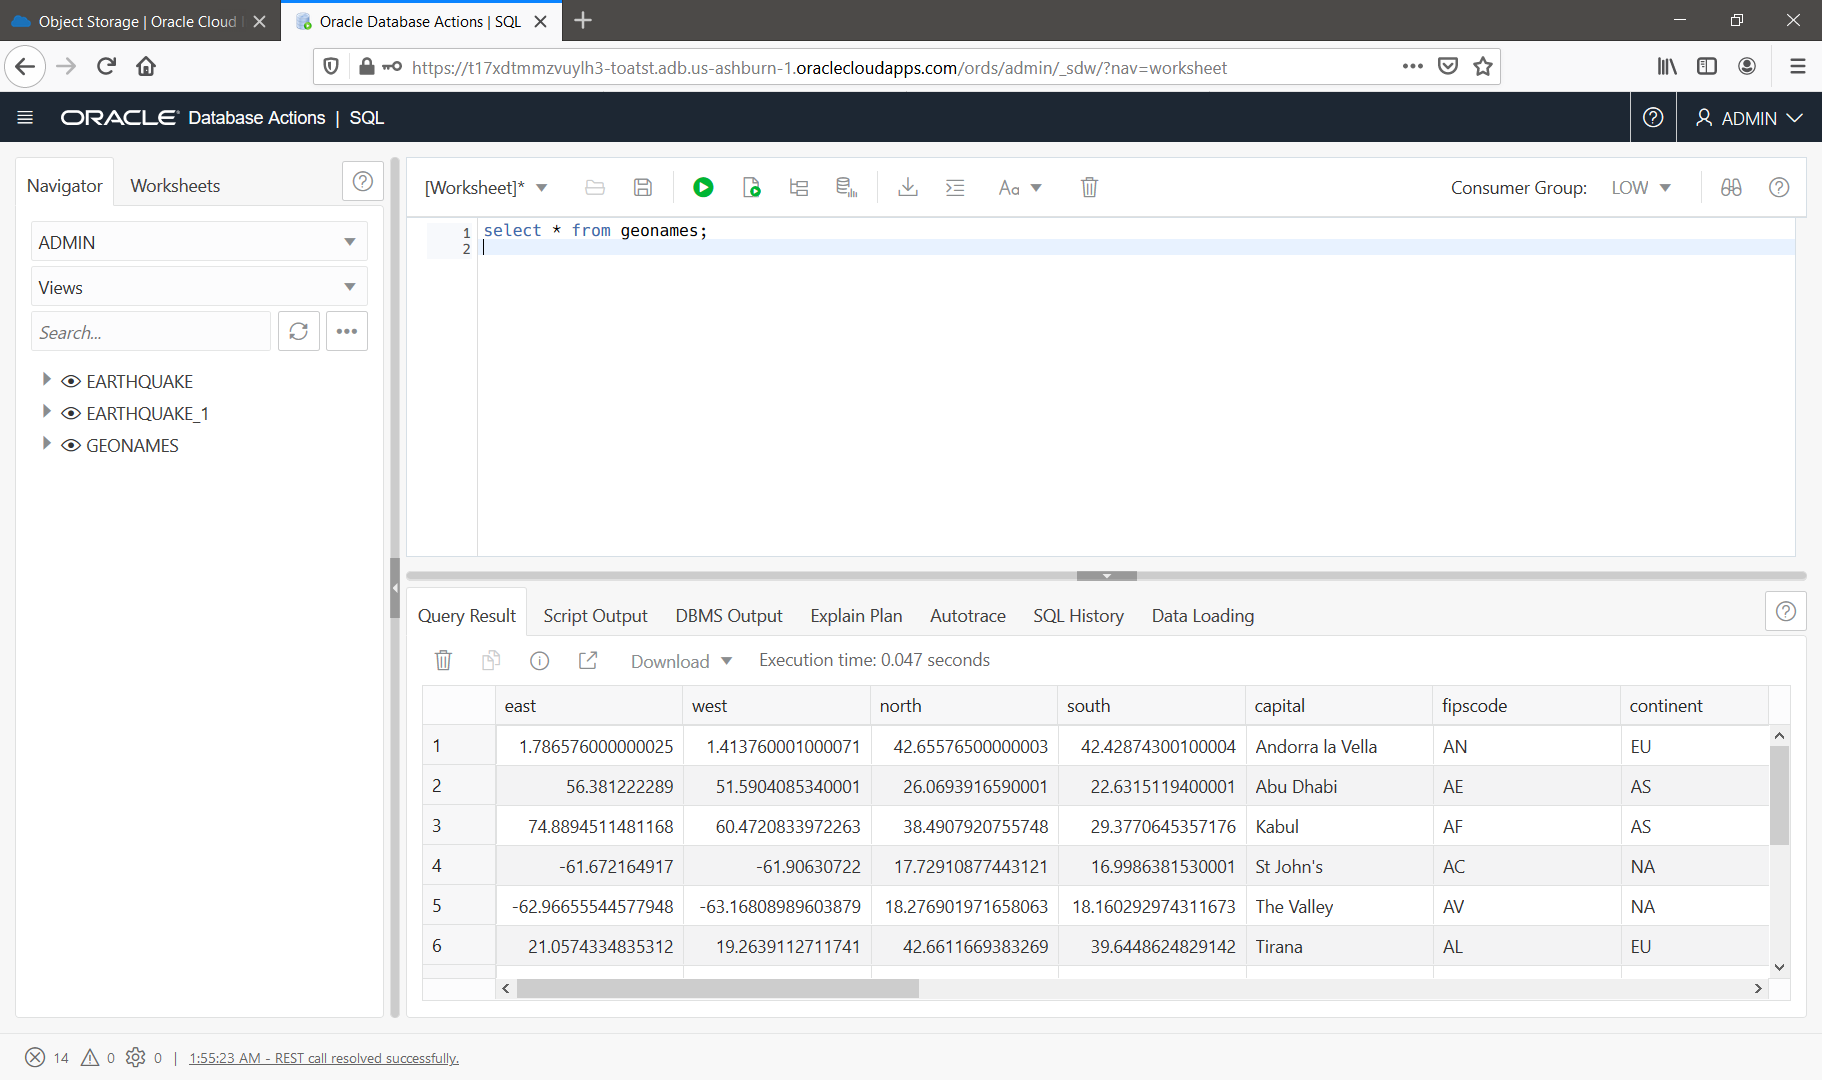 Object Storage | Oracle Cloud
Oracle Database Actions | SQL
https://t17xdtmmzvuylh3-toatst.adb.us-ashburn-1.oraclecloudapps.com/ords/admin/_sdw/?nav=worksheet
ORACLE Database Actions | SQL
ADMIN
Navigator
Worksheets
ADMIN
Views
Search...
EARTHQUAKE
EARTHQUAKE_1
GEONAMES
[Worksheet]*
Aa
Consumer Group: LOW
1 select * from geonames;
2
Query Result Script Output DBMS Output Explain Plan Autotrace SQL History Data Loading
Download Execution time: 0.047 seconds
east west north south capital fipscode continent
1 1.786576000000025 1.413760001000071 42.65576500000003 42.42874300100004 Andorra la Vella AN EU
2 56.381222289 51.5904085340001 26.0693916590001 22.6315119400001 Abu Dhabi AE AS
3 74.8894511481168 60.4720833972263 38.4907920755748 29.3770645357176 Kabul AF AS
4 -61.672164917 -61.90630722 17.72910877443121 16.9986381530001 St John's AC NA
5 -62.96655544577948 -63.16808989603879 18.276901971658063 18.160292974311673 The Valley AV NA
6 21.0574334835312 19.2639112711741 42.6611669383269 39.6448624829142 Tirana AL EU
14 0 0 | 1:55:23 AM - REST call resolved successfully.